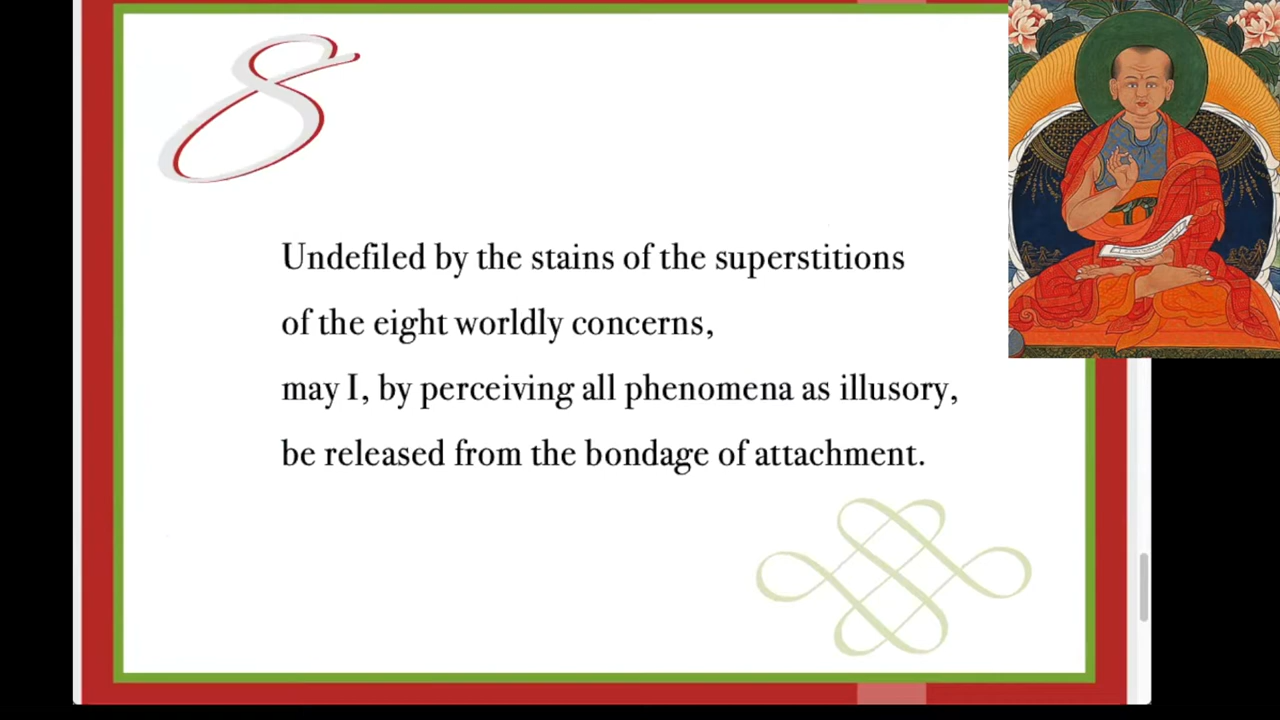 8
Undefiled by the stains of the superstitions
of the eight worldly concerns,
may I, by perceiving all phenomena as illusory,
be released from the bondage of attachment.